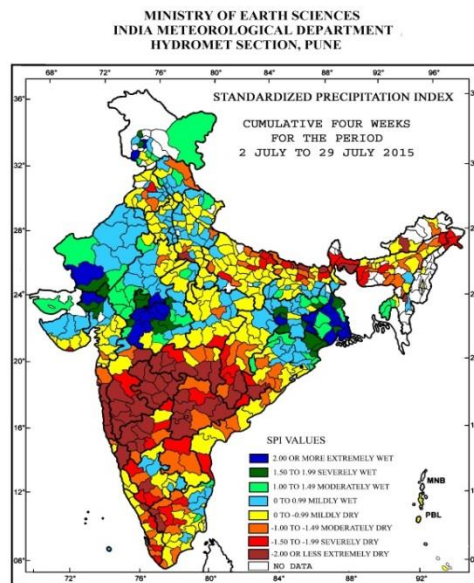 MINISTRY OF EARTH SCIENCES
INDIA METEOROLOGICAL DEPARTMENT
HYDROMET SECTION, PUNE
68° 72° 76° 80° 84° 88° 92° 96°
STANDARDIZED PRECIPITATION INDEX
CUMULATIVE FOUR WEEKS
FOR THE PERIOD
2 JULY TO 29 JULY 2015
36°
32°
28°
24°
20°
16°
12°
08°
SPI VALUES
2.00 OR MORE EXTREMELY WET
1.50 TO 1.99 SEVERELY WET
1.00 TO 1.49 MODERATELY WET
0 TO 0.99 MILDLY WET
0 TO -0.99 MILDLY DRY
-1.00 TO -1.49 MODERATELY DRY
-1.50 TO -1.99 SEVERELY DRY
-2.00 OR LESS EXTREMELY DRY
NO DATA
MNB
PBL
72° 76° 80° 84° 88° 92°